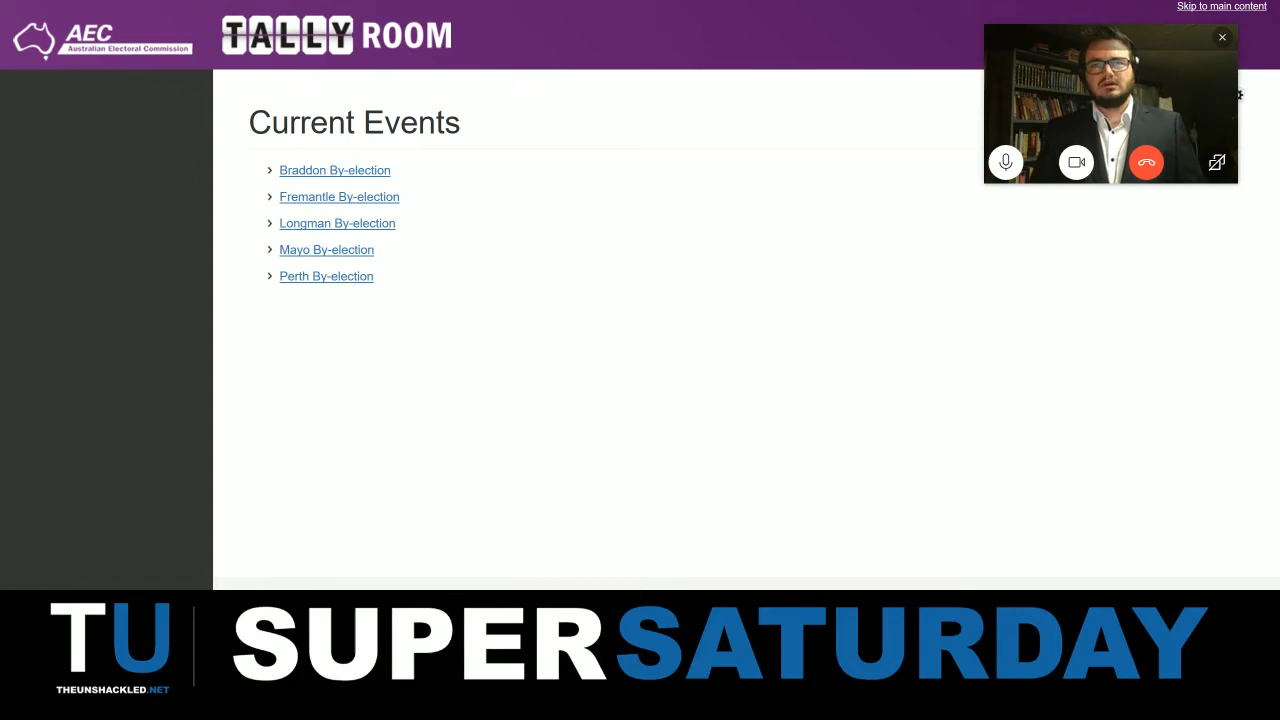 Skip to main content
AEC
Australian Electoral Commission
TALLY ROOM
Current Events
Braddon By-election
Fremantle By-election
Longman By-election
Mayo By-election
Perth By-election
TU
SUPERSATURDAY
THEUNSHACKLED.NET